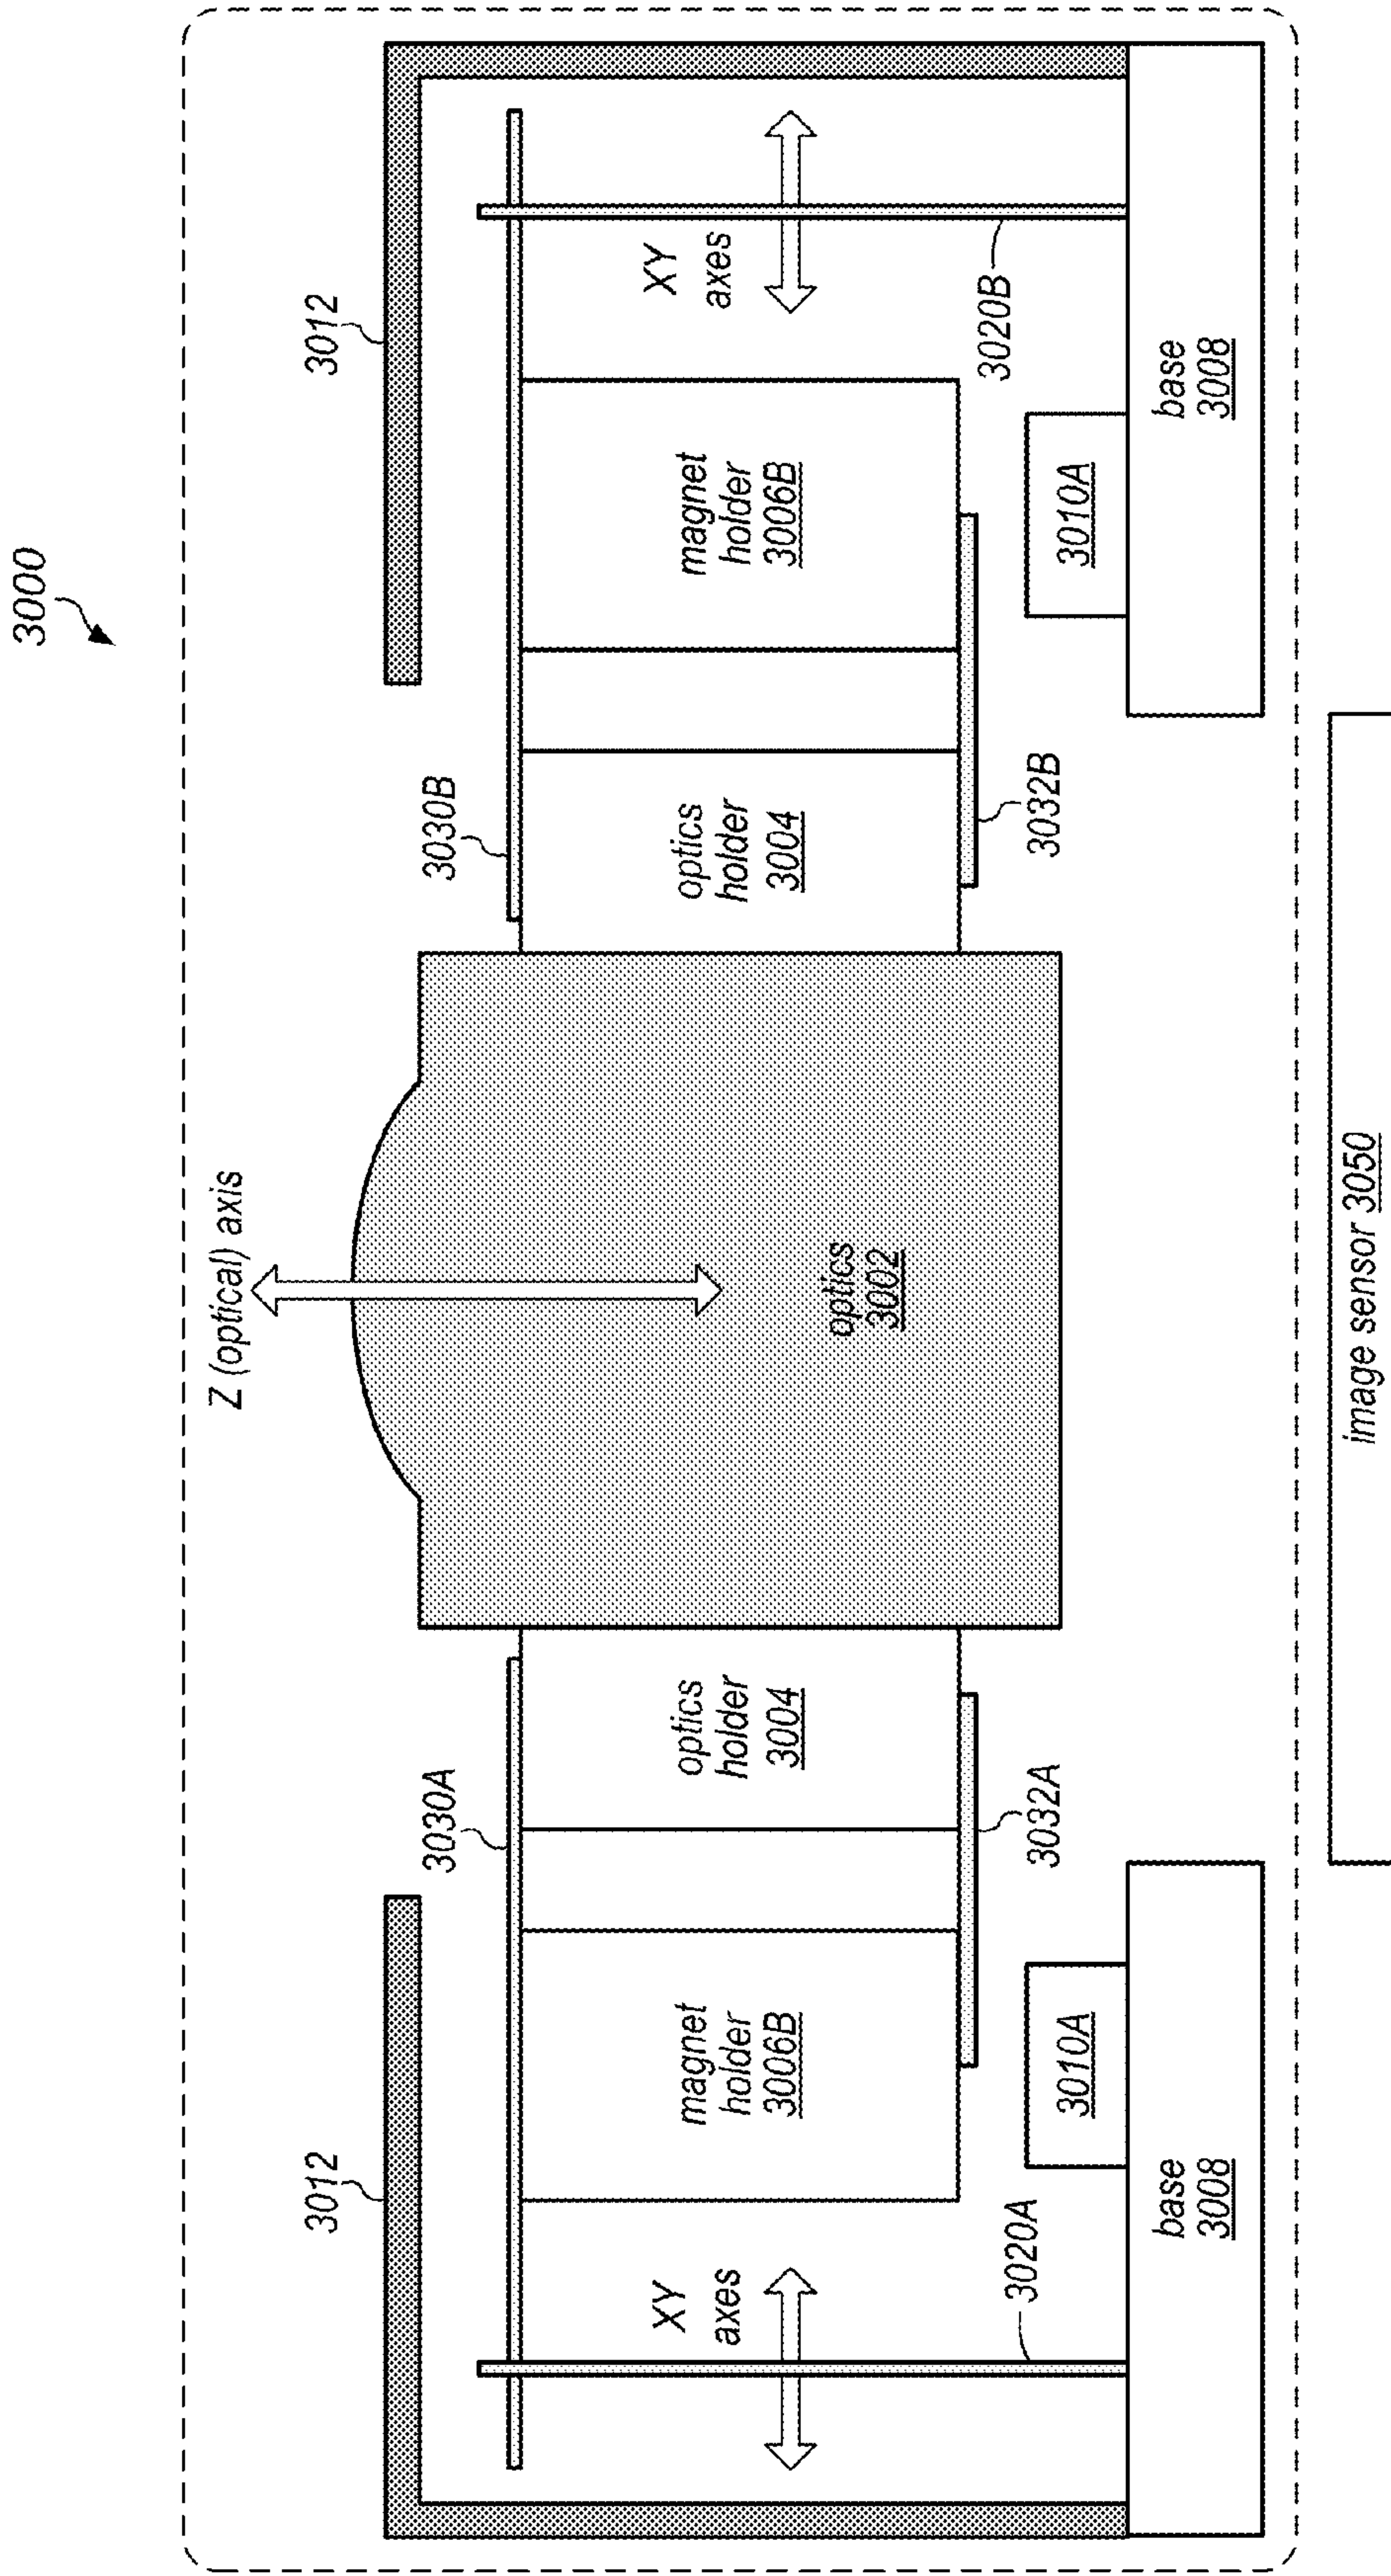 3000
Z (optical) axis
3012
3012
3030A
3030B
XY
axes
magnet
holder
3006B
optics
holder
3004
optics
3002
optics
holder
3004
magnet
holder
3006B
XY
axes
3020A
3032A
3032B
3020B
3010A
3010A
base
3008
base
3008
image sensor 3050